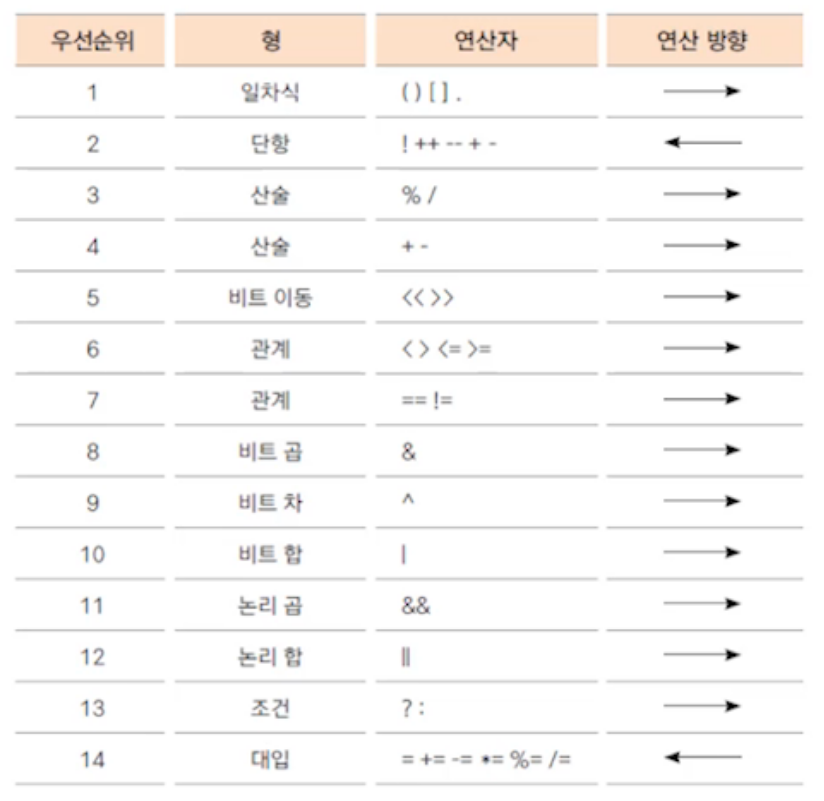 우선순위 형 연산자 연산 방향
1 일차식 ( ) [ ] .
2 단항 ! ++ -- + -
3 산술 % /
4 산술 + -
5 비트 이동 << >>
6 관계 < > <= >=
7 관계 == !=
8 비트 곱 &
9 비트 차 ^
10 비트 합 |
11 논리 곱 &&
12 논리 합 ||
13 조건 ? :
14 대입 = += -= *= %= /=